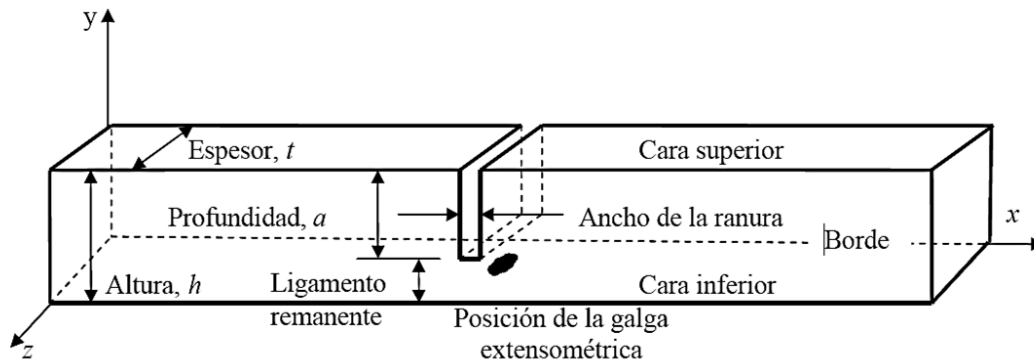 y
Espesor, t
Cara superior
Profundidad, a
Ancho de la ranura
x
Borde
Altura, h
Ligamento
remanente
Cara inferior
Posición de la galga
extensométrica
z